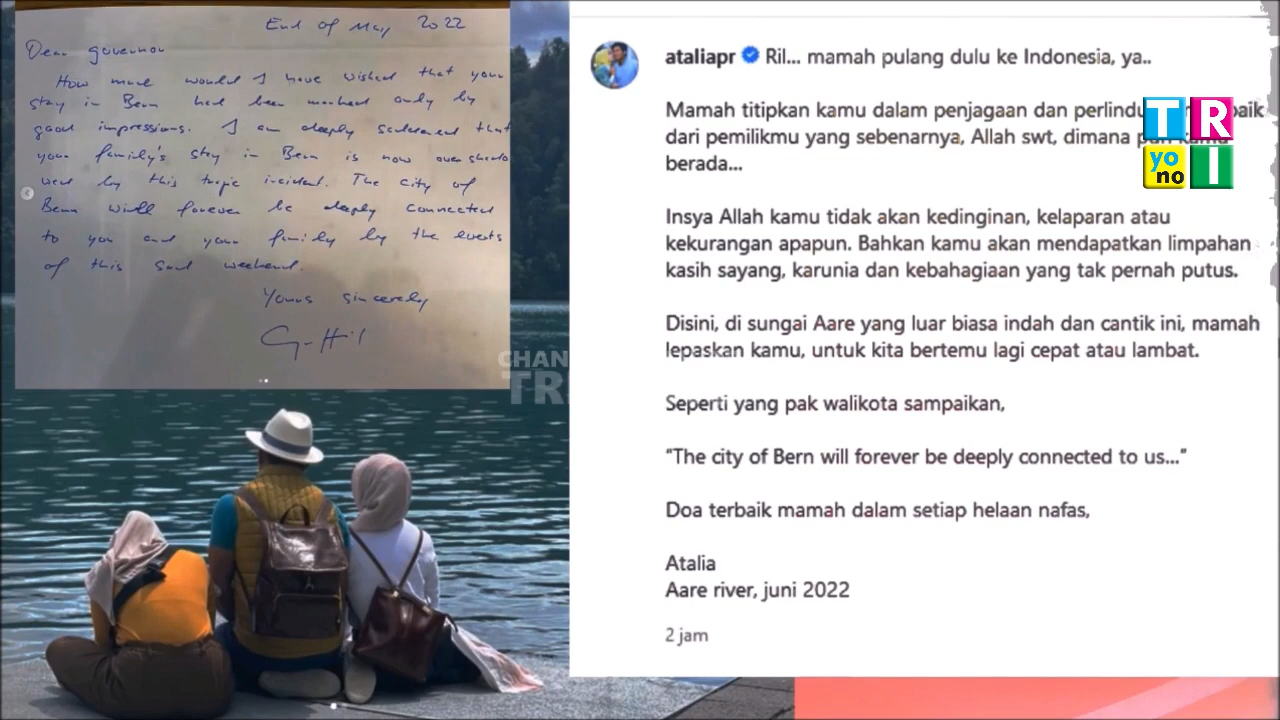 End of May 2022
Dear governor
How much would I have wished that your
stay in Bern had been marked only by
good impressions. I am deeply saddened that
your family's stay in Bern is now overshado
wed by this tragic incident. The city of
Bern will forever be deeply connected
to you and your family by the events
of this sad weekend.
Yours sincerely
CHAN
TR
ataliapr Ril... mamah pulang dulu ke Indonesia, ya..
Mamah titipkan kamu dalam penjagaan dan
dari pemilikmu yang sebenarnya, Allah swt, dimana
berada...
Insya Allah kamu tidak akan kedinginan, kelaparan atau
kekurangan apapun. Bahkan kamu akan mendapatkan limpahan
kasih sayang, karunia dan kebahagiaan yang tak pernah putus.
Disini, di sungai Aare yang luar biasa indah dan cantik ini, mamah
lepaskan kamu, untuk kita bertemu lagi cepat atau lambat.
Seperti yang pak walikota sampaikan,
"The city of Bern will forever be deeply connected to us..."
Doa terbaik mamah dalam setiap helaan nafas,
Atalia
Aare river, juni 2022
2 jam
TR
yono I